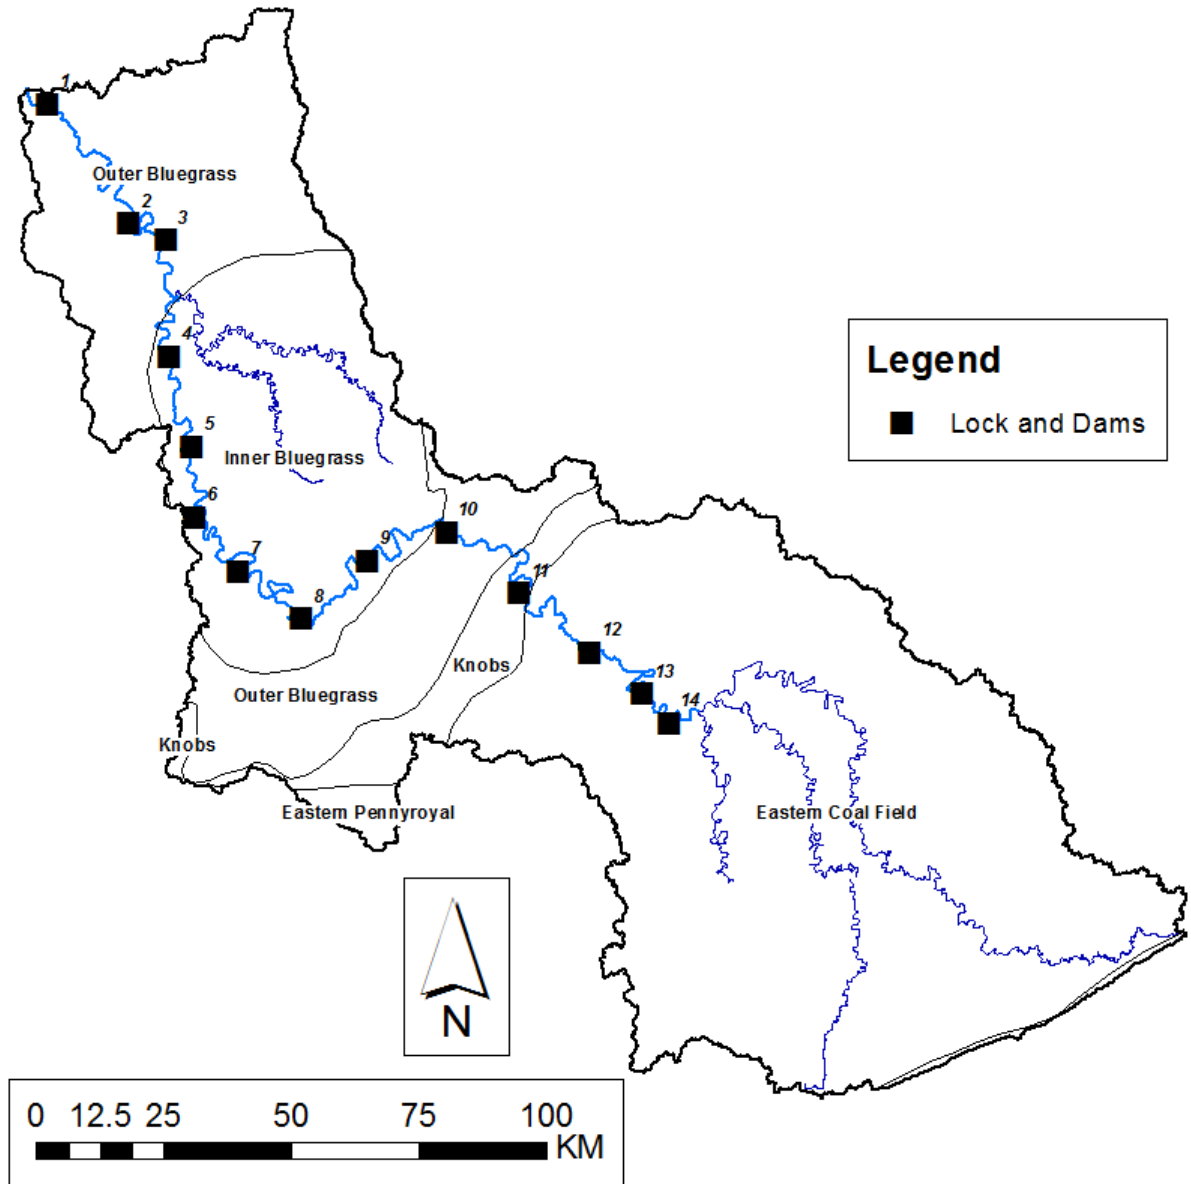 1
Outer Bluegrass
2
3
4
Legend
Lock and Dams
5
Inner Bluegrass
6
10
9
7
11
8
12
Knobs
13
Outer Bluegrass
14
Knobs
Eastern Pennyroyal
Eastern Coal Field
N
0 12.5 25 50 75 100
KM